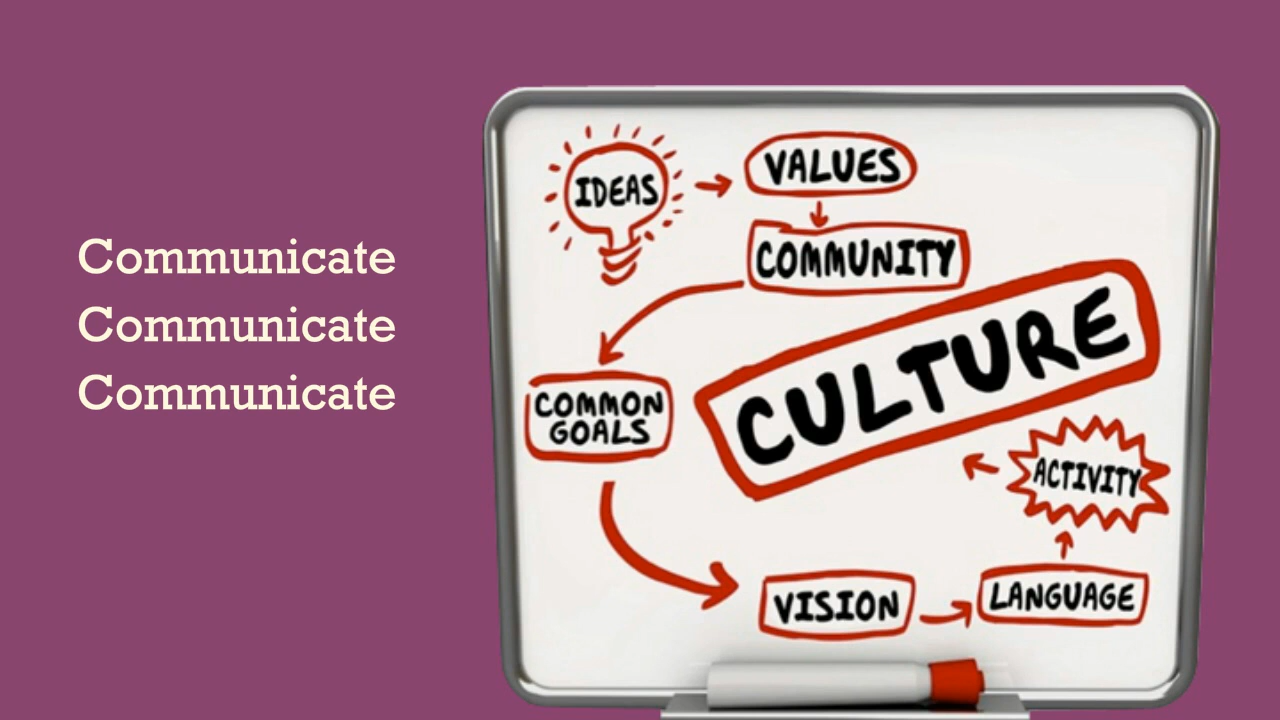 Communicate
Communicate
Communicate
IDEAS
VALUES
COMMUNITY
COMMON
GOALS
CULTURE
ACTIVITY
VISION
LANGUAGE